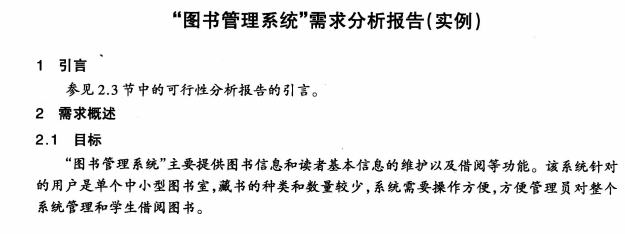 “图书管理系统”需求分析报告(实例)
1 引言
参见2.3节中的可行性分析报告的引言。
2 需求概述
2.1 目标
“图书管理系统”主要提供图书信息和读者基本信息的维护以及借阅等功能。该系统针对
的用户是单个中小型图书室,藏书的种类和数量较少,系统需要操作方便,方便管理员对整个
系统管理和学生借阅图书。